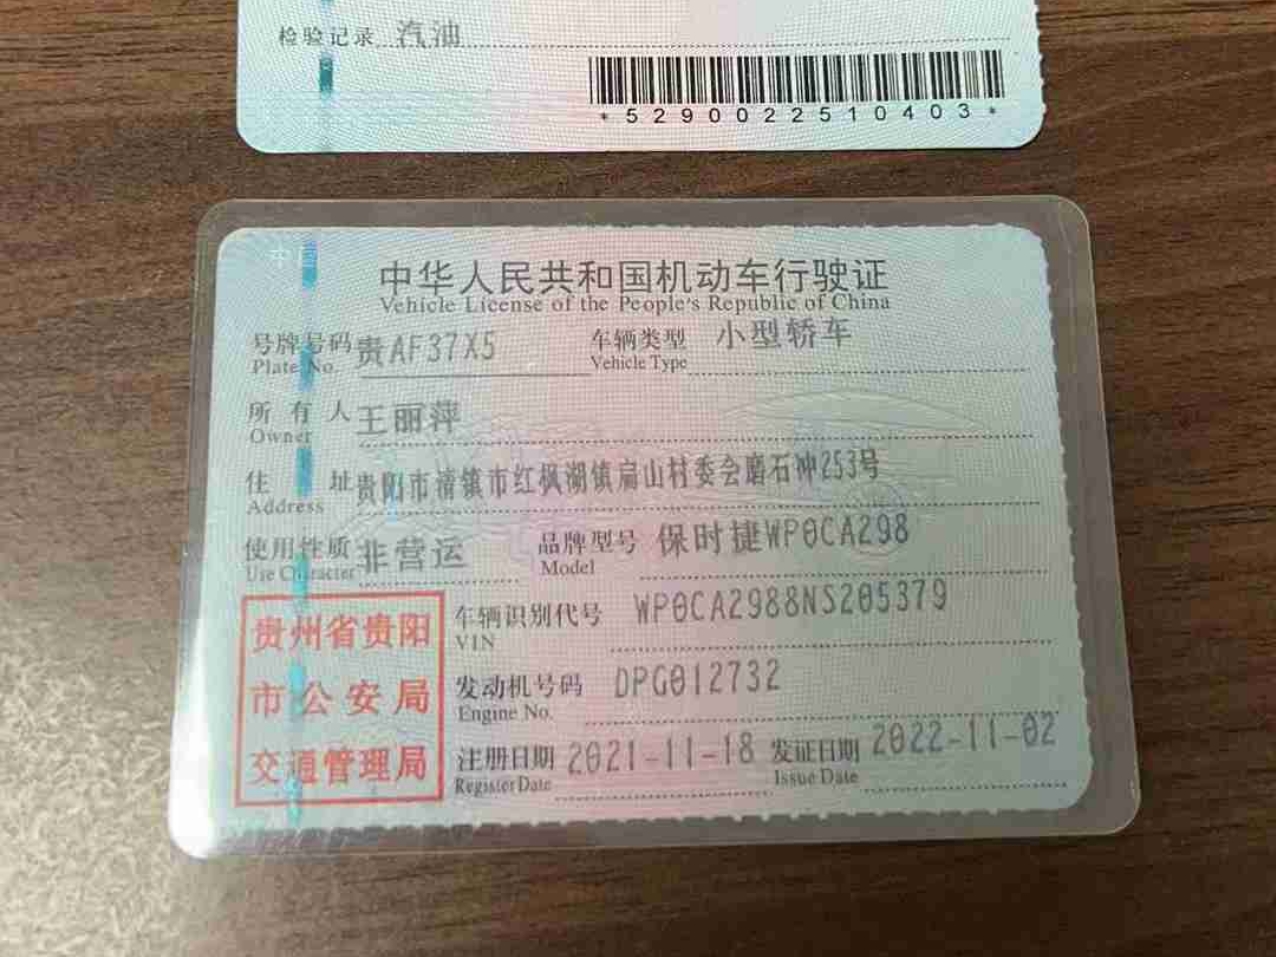 检验记录 汽油
*5290022510403*
中国
中华人民共和国机动车行驶证
Vehicle License of the People's Republic of China
号牌号码 贵AF37X5 车辆类型 小型轿车
Plate No. Vehicle Type
所有人 王丽萍
Owner
住址 贵阳市清镇市红枫湖镇扁山村委会磨石冲253号
Address
使用性质 非营运 品牌型号 保时捷WP0CA298
Use Character Model
贵州省贵阳
市公安局
交通管理局
车辆识别代号 WP0CA2988NS205379
VIN
发动机号码 DPG012732
Engine No.
注册日期 2021-11-18 发证日期 2022-11-02
Register Date Issue Date